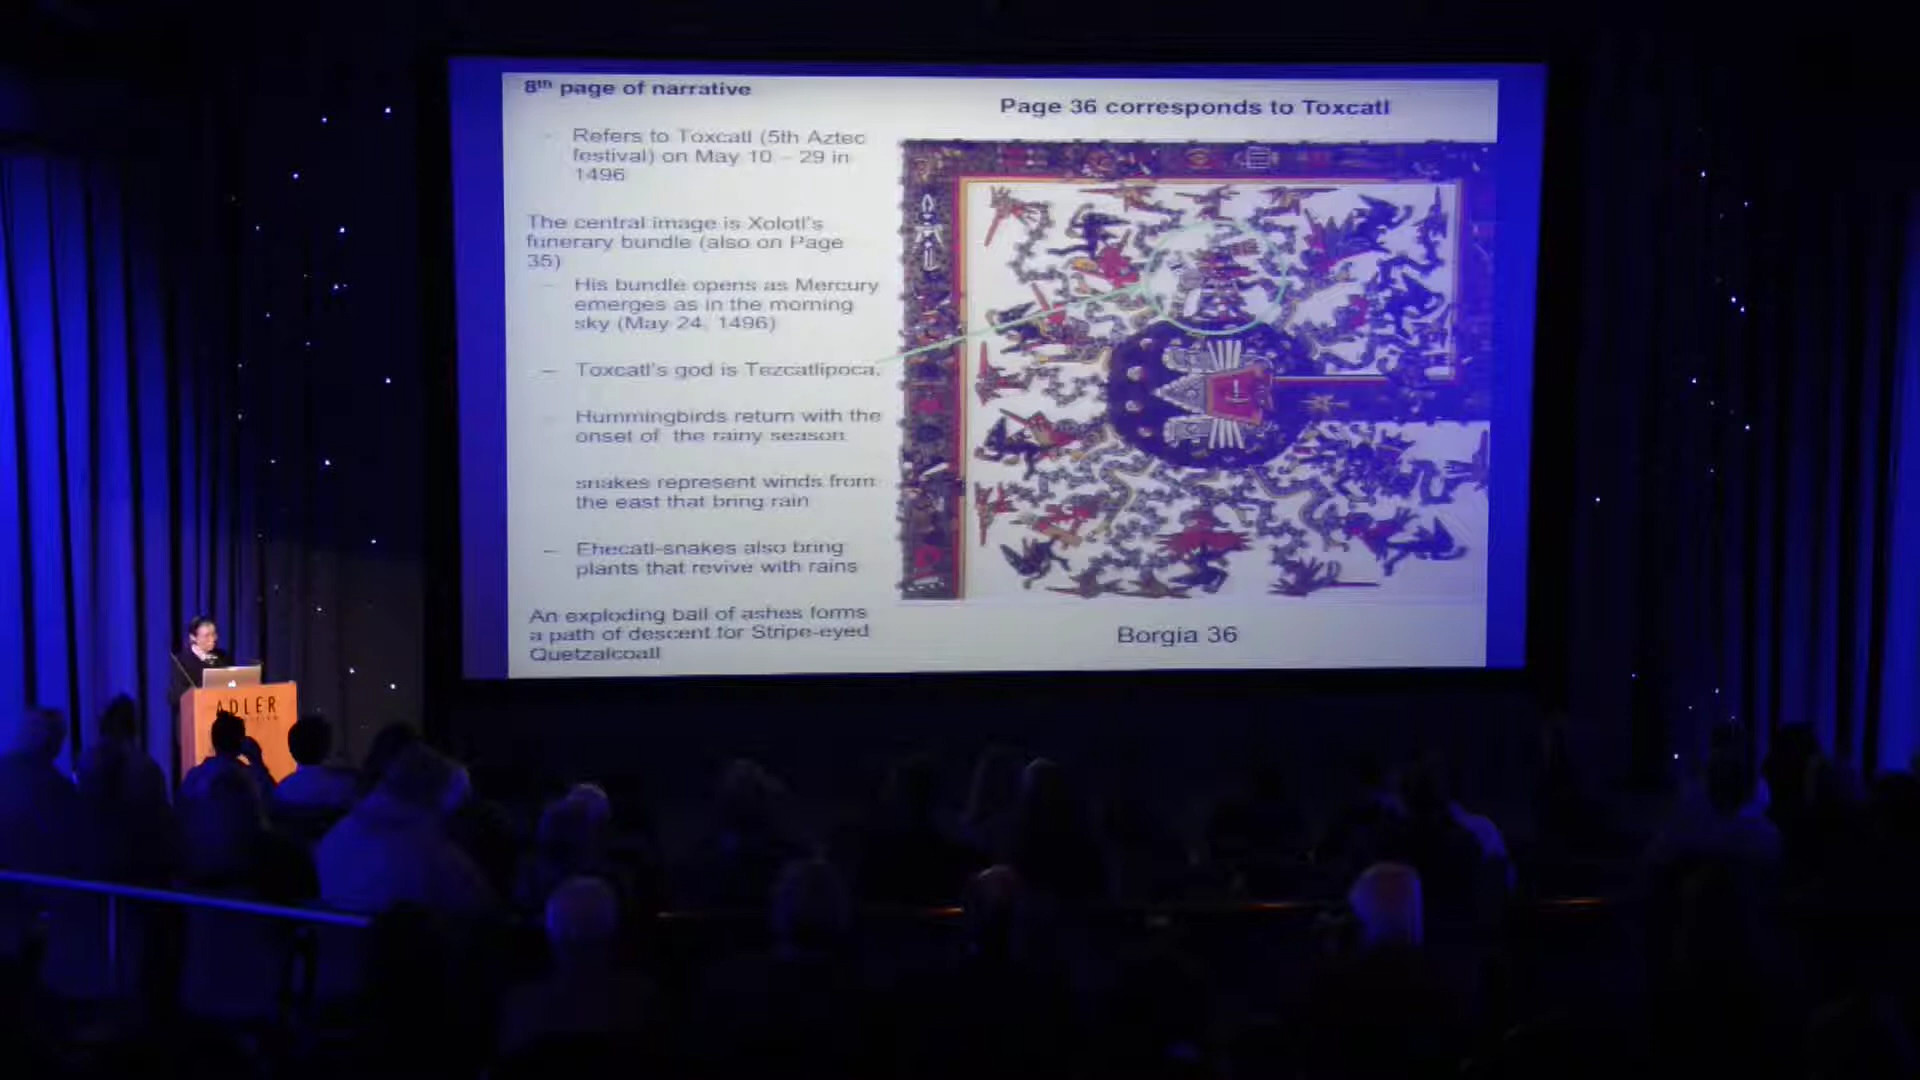 8th page of narrative
Page 36 corresponds to Toxcatl
Refers to Toxcatl (5th Aztec
festival) on May 10 – 29 in
1496
The central image is Xolotl's
funerary bundle (also on Page
35)
– His bundle opens as Mercury
emerges as in the morning
sky (May 24, 1496)
– Toxcatl's god is Tezcatlipoca.
Hummingbirds return with the
onset of the rainy season
snakes represent winds from
the east that bring rain
– Ehecatl-snakes also bring
plants that revive with rains
An exploding ball of ashes forms
a path of descent for Stripe-eyed
Quetzalcoatl
Borgia 36
ADLER